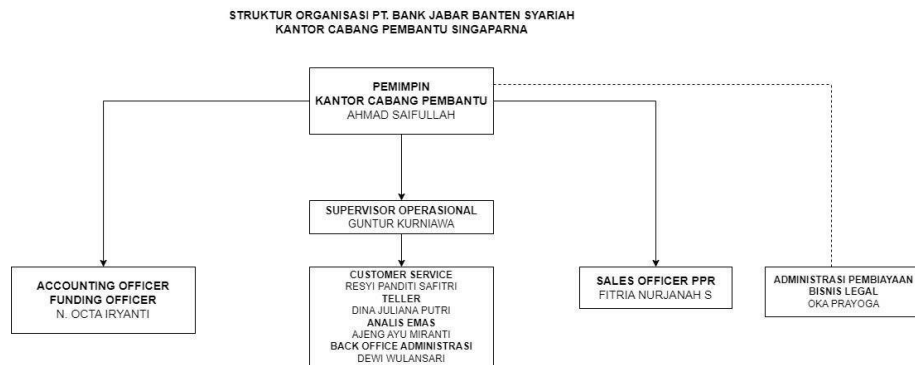 STRUKTUR ORGANISASI PT. BANK JABAR BANTEN SYARIAH
KANTOR CABANG PEMBANTU SINGAPARNA
PEMIMPIN
KANTOR CABANG PEMBANTU
AHMAD SAIFULLAH
SUPERVISOR OPERASIONAL
GUNTUR KURNIAWA
ACCOUNTING OFFICER
FUNDING OFFICER
N. OCTA IRYANTI
CUSTOMER SERVICE
RESYI PANDITI SAFITRI
TELLER
DINA JULIANA PUTRI
ANALIS EMAS
AJENG AYU MIRANTI
BACK OFFICE ADMINISTRASI
DEWI WULANSARI
SALES OFFICER PPR
FITRIA NURJANAH S
ADMINISTRASI PEMBIAYAAN
BISNIS LEGAL
OKA PRAYOGA